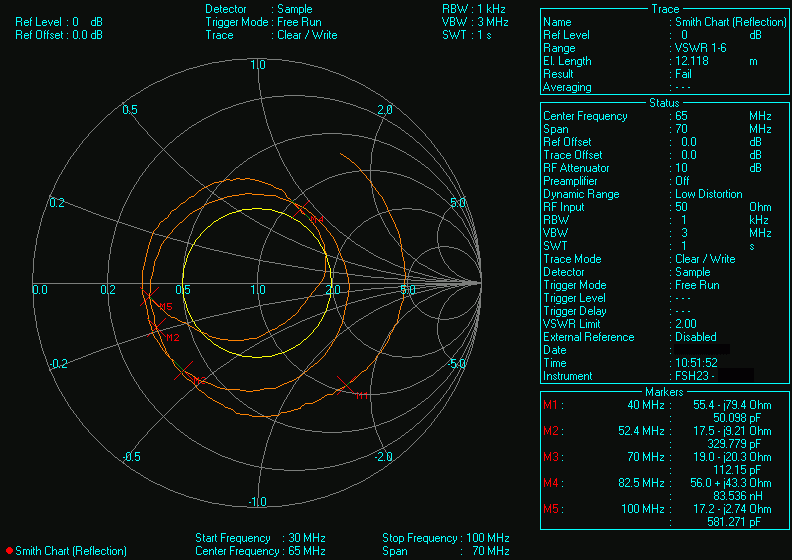 Ref Level : 0 dB
Ref Offset : 0.0 dB
Detector : Sample
Trigger Mode : Free Run
Trace : Clear / Write
RBW : 1 kHz
VBW : 3 MHz
SWT : 1 s
1.0
0.5
2.0
0.2
5.0
M4
0.0
0.2
0.5
1.0
2.0
5.0
M5
M2
-0.2
-5.0
M3
M1
-0.5
-2.0
-1.0
Smith Chart (Reflection)
Start Frequency : 30 MHz
Center Frequency : 65 MHz
Stop Frequency : 100 MHz
Span : 70 MHz
Trace
Name : Smith Chart (Reflection)
Ref Level : 0 dB
Range : VSWR 1-6
El. Length : 12.118 m
Result : Fail
Averaging : - - -
Status
Center Frequency : 65 MHz
Span : 70 MHz
Ref Offset : 0.0 dB
Trace Offset : 0.0 dB
RF Attenuator : 10 dB
Preamplifier : Off
Dynamic Range : Low Distortion
RF Input : 50 Ohm
RBW : 1 kHz
VBW : 3 MHz
SWT : 1 s
Trace Mode : Clear / Write
Detector : Sample
Trigger Mode : Free Run
Trigger Level : - - -
Trigger Delay : - - -
VSWR Limit : 2.00
External Reference : Disabled
Date :
Time : 10:51:52
Instrument : FSH23 -
Markers
M1 : 40 MHz : 55.4 - j79.4 Ohm
: 50.098 pF
M2 : 52.4 MHz : 17.5 - j9.21 Ohm
: 329.779 pF
M3 : 70 MHz : 19.0 - j20.3 Ohm
: 112.15 pF
M4 : 82.5 MHz : 56.0 + j43.3 Ohm
: 83.536 nH
M5 : 100 MHz : 17.2 - j2.74 Ohm
: 581.271 pF